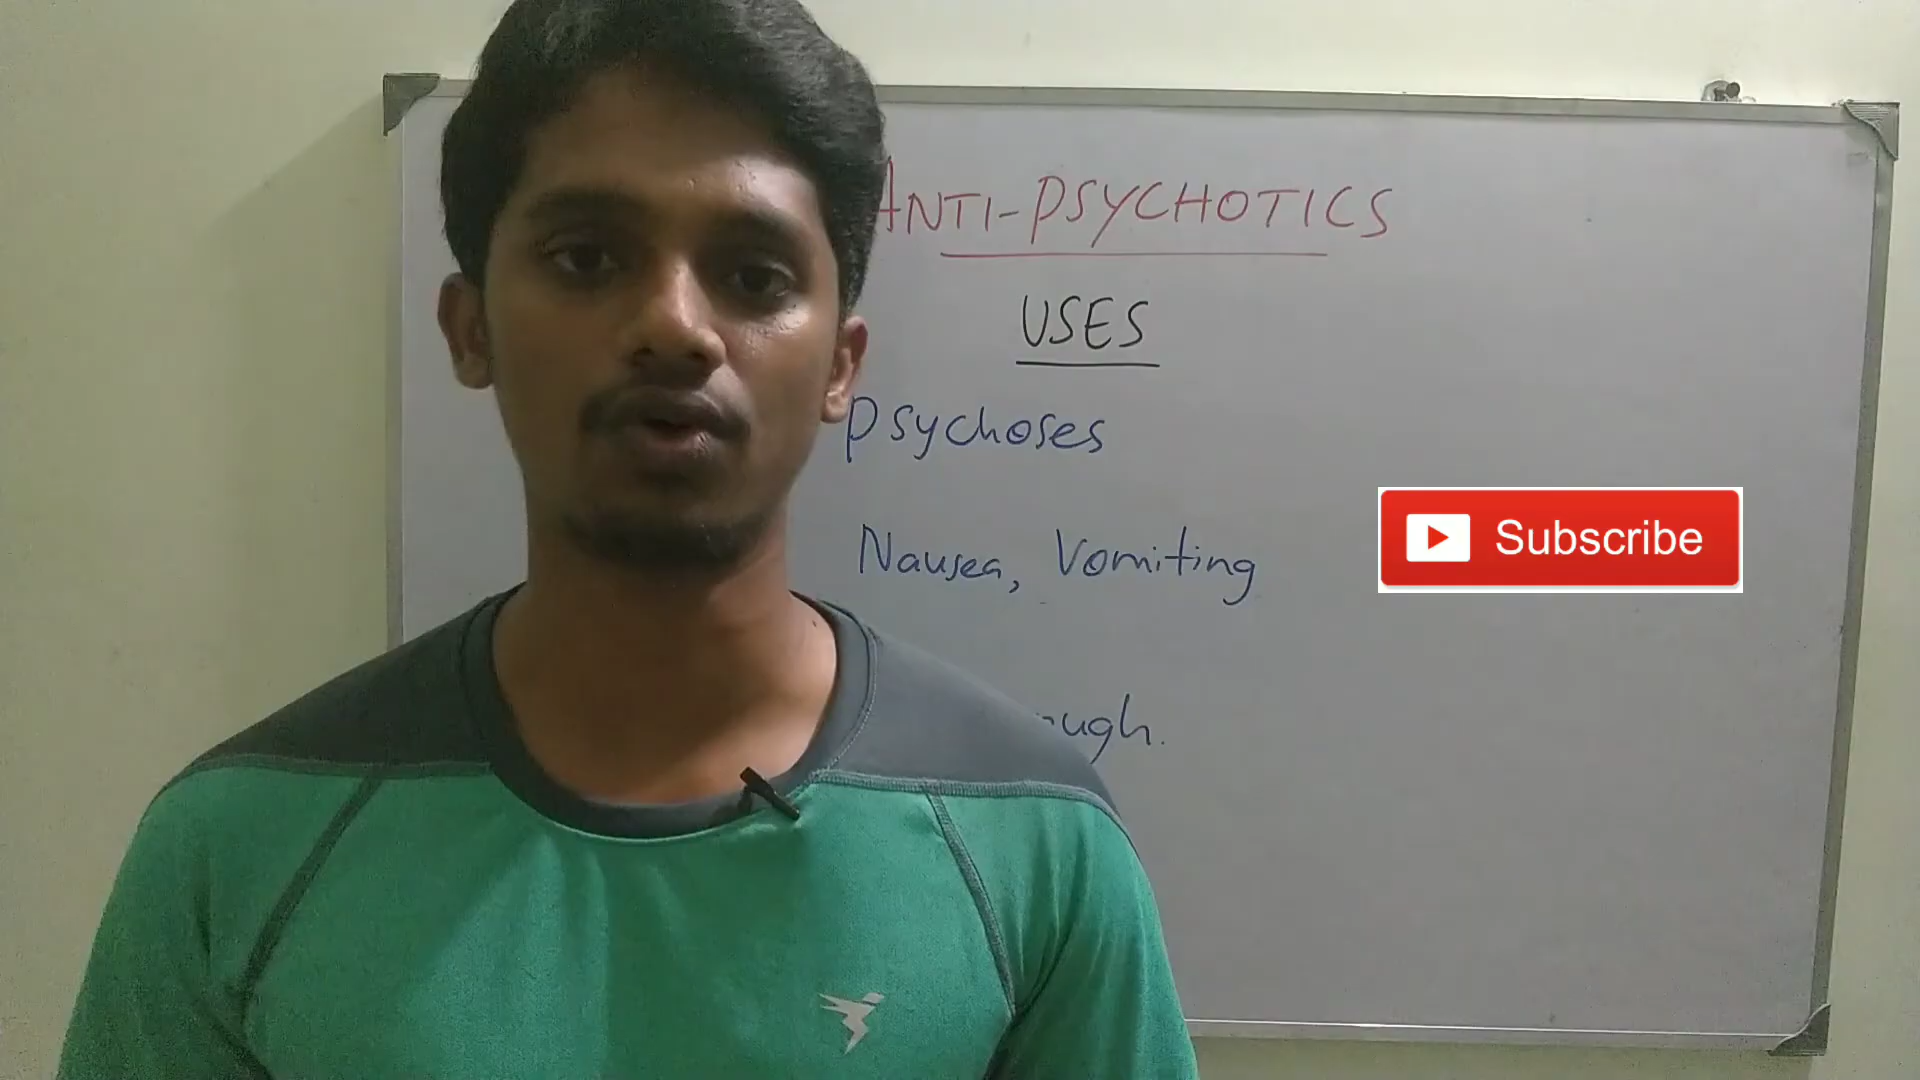 ANTI-PSYCHOTICS
USES
Psychoses
Nausea, Vomiting
Subscribe